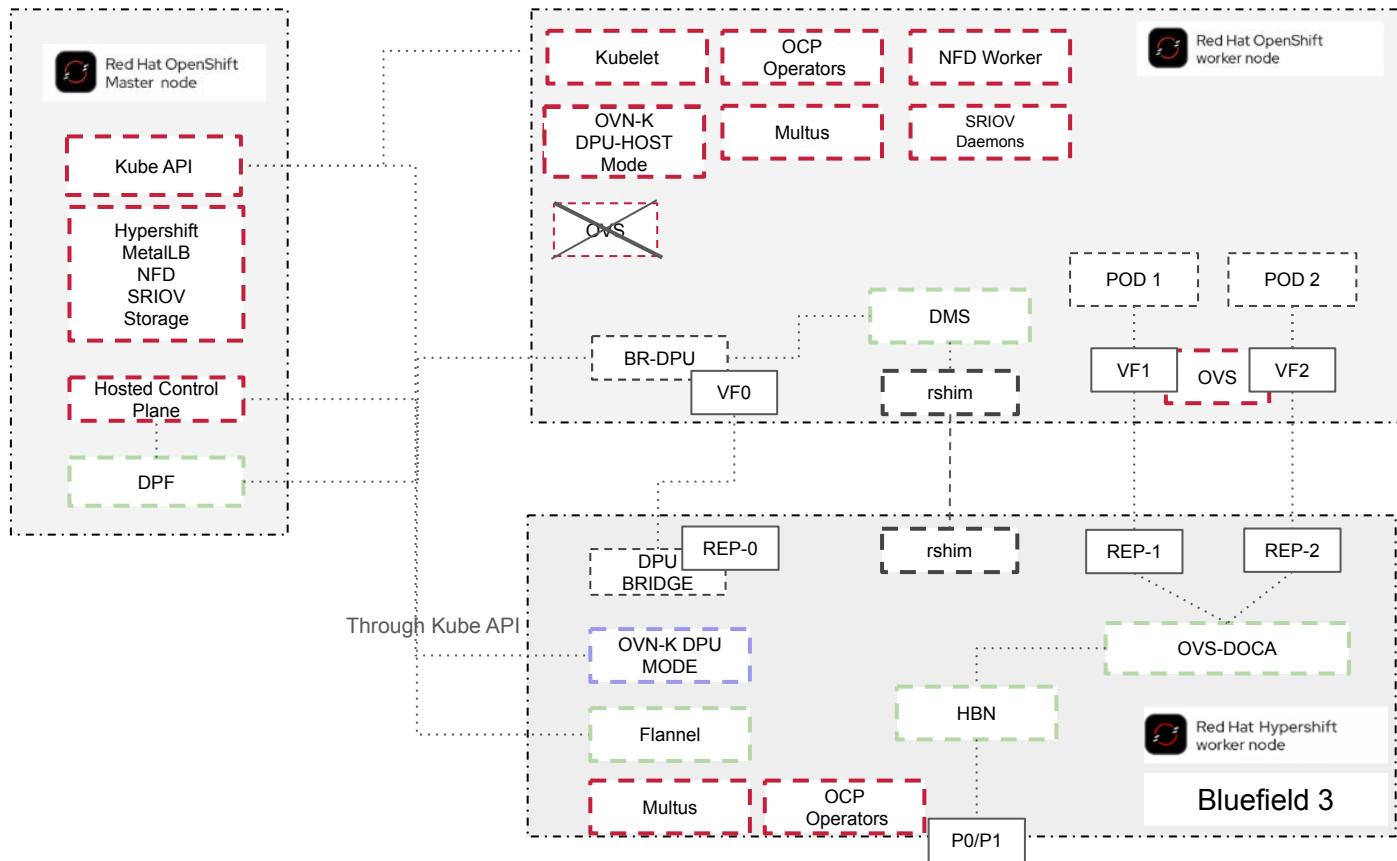 Red Hat OpenShift
Master node
Kube API
Hypershift
MetalLB
NFD
SRIOV
Storage
Hosted Control
Plane
DPF
Red Hat OpenShift
worker node
Kubelet
OCP
Operators
NFD Worker
OVN-K
DPU-HOST
Mode
Multus
SRIOV
Daemons
OVS
POD 1
POD 2
DMS
BR-DPU
VF0
rshim
VF1
OVS
VF2
REP-0
DPU
BRIDGE
rshim
REP-1
REP-2
Through Kube API
OVN-K DPU
MODE
OVS-DOCA
HBN
Flannel
Red Hat Hypershift
worker node
Multus
OCP
Operators
Bluefield 3
P0/P1